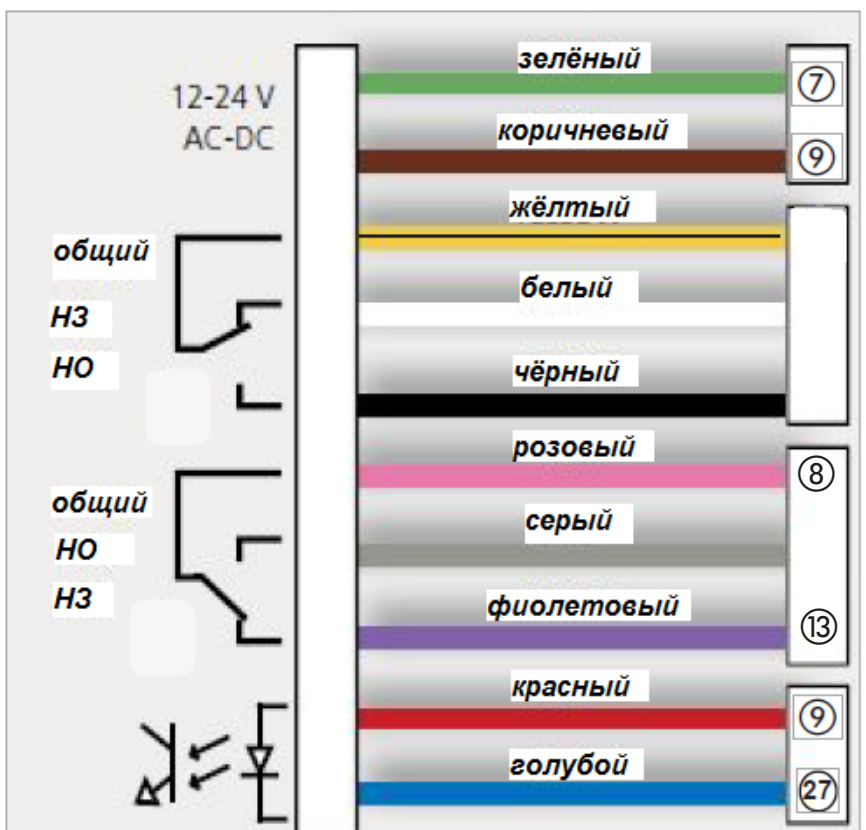 зелёный
⑦
12-24 V
AC-DC
коричневый
⑨
жёлтый
общий
белый
НЗ
НО
чёрный
розовый
⑧
общий
серый
НО
НЗ
фиолетовый
⑬
красный
⑨
голубой
㉗